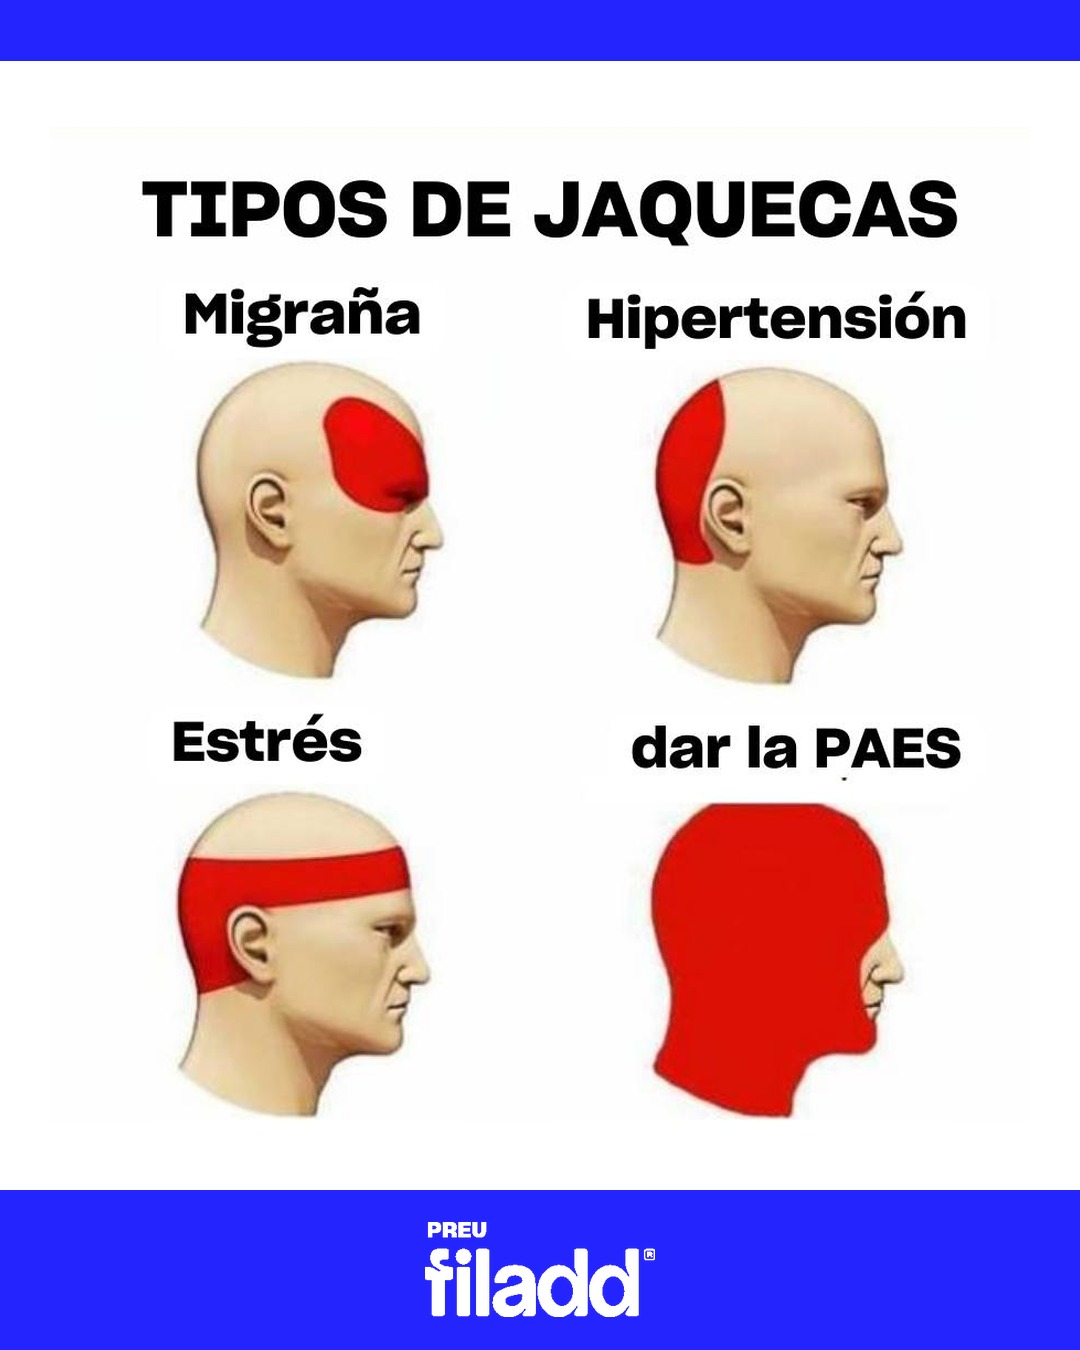 TIPOS DE JAQUECAS
Migraña
Hipertensión
Estrés
dar la PAES
PREU
filadd®